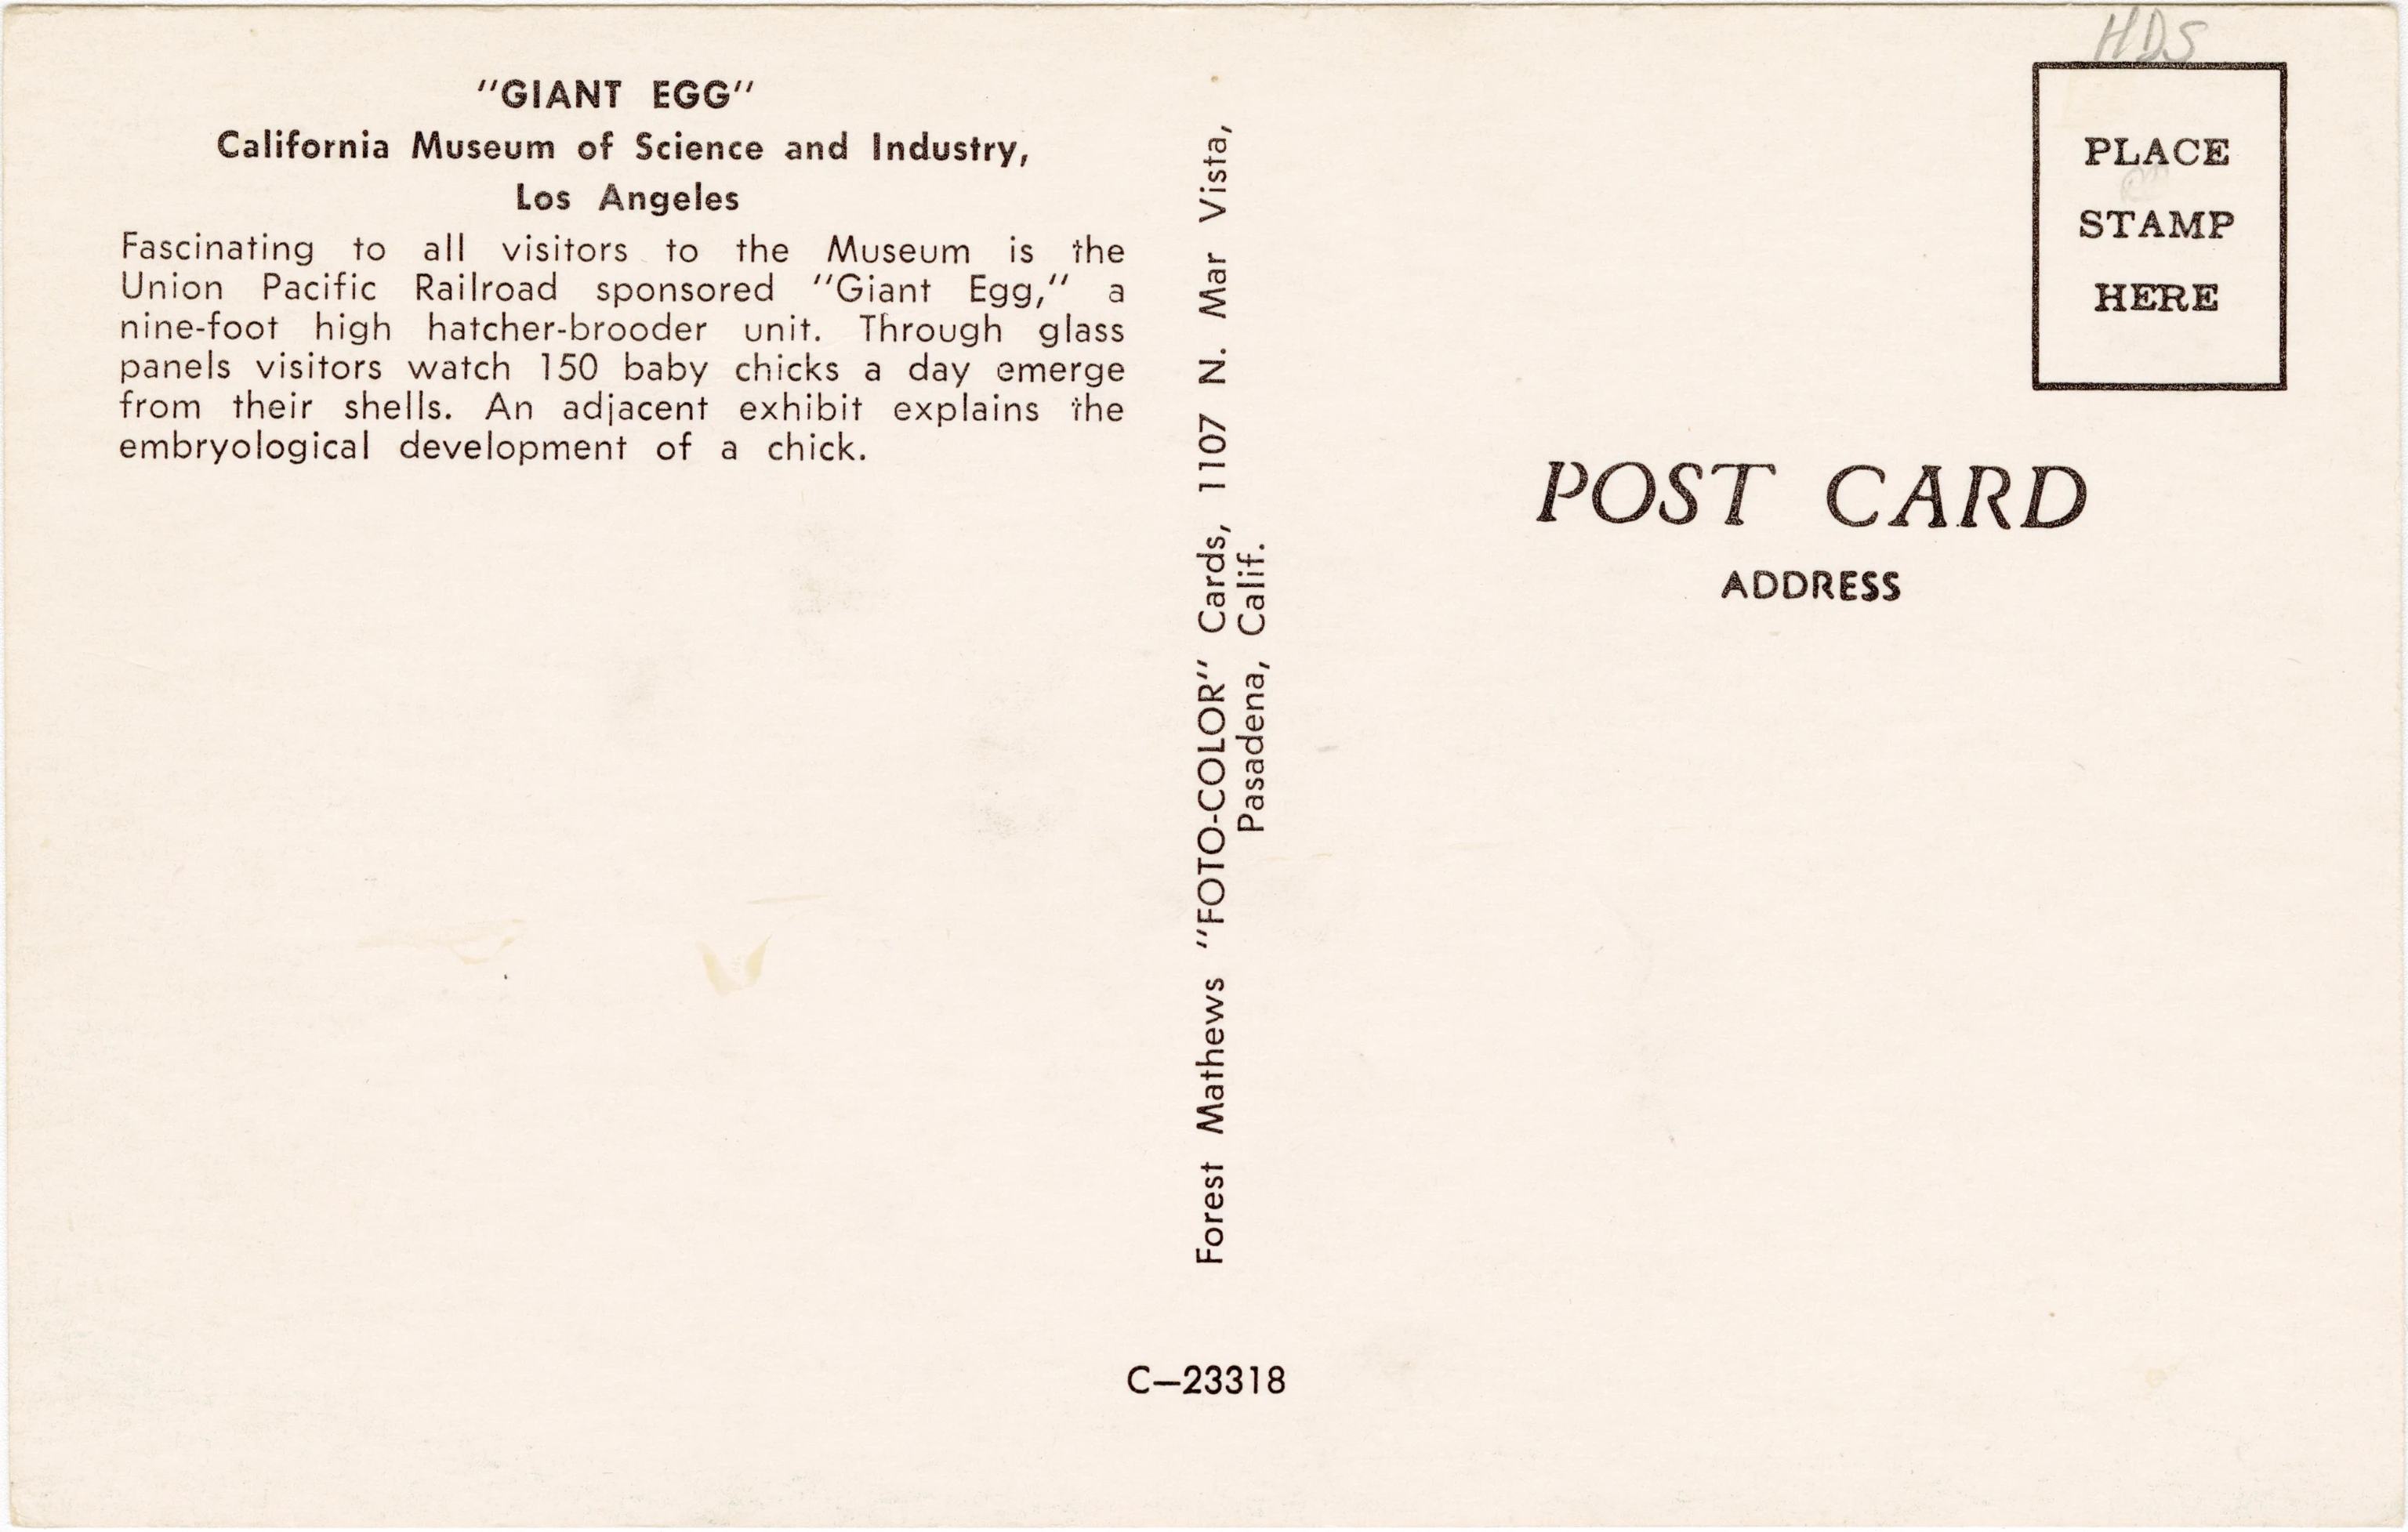 "GIANT EGG"
California Museum of Science and Industry,
Los Angeles
Fascinating to all visitors to the Museum is the
Union Pacific Railroad sponsored "Giant Egg," a
nine-foot high hatcher-brooder unit. Through glass
panels visitors watch 150 baby chicks a day emerge
from their shells. An adjacent exhibit explains the
embryological development of a chick.
Forest Mathews "FOTO-COLOR" Cards, 1107 N. Mar Vista,
Pasadena, Calif.
C—23318
HDS
PLACE
STAMP
HERE
POST CARD
ADDRESS